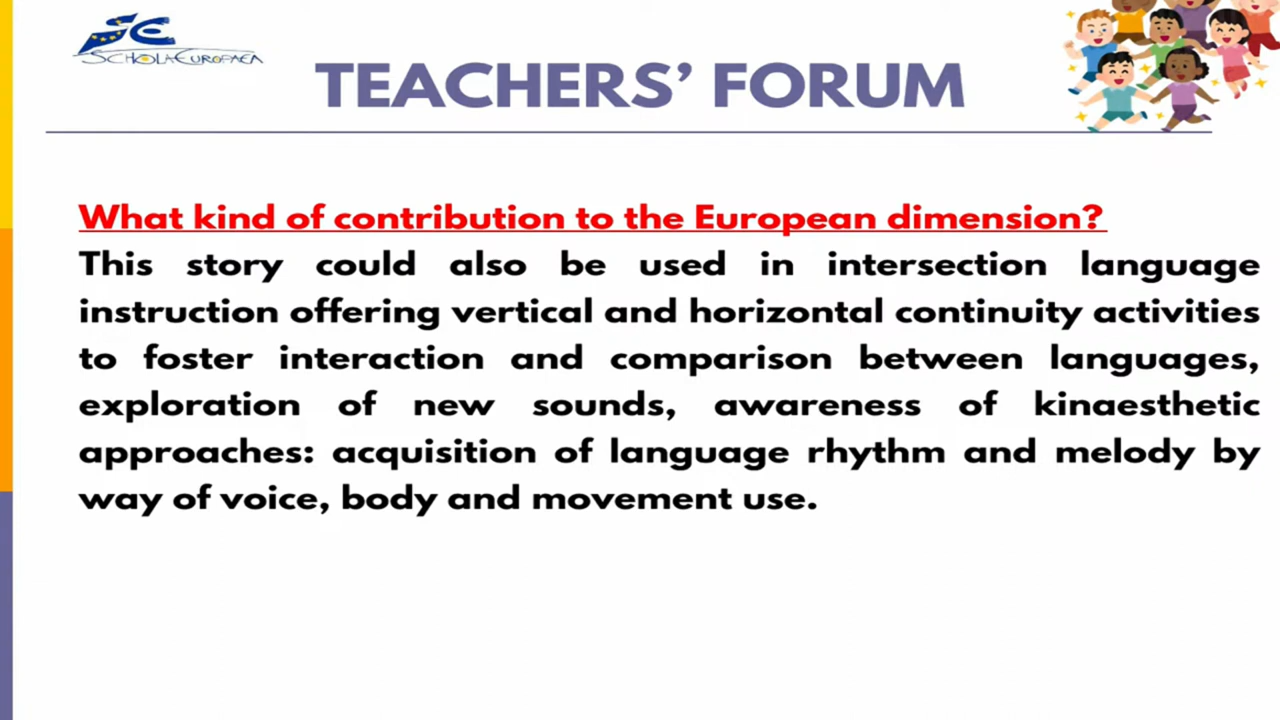 SCHOLA EUROPAEA
TEACHERS' FORUM
What kind of contribution to the European dimension?
This story could also be used in intersection language
instruction offering vertical and horizontal continuity activities
to foster interaction and comparison between languages,
exploration of new sounds, awareness of kinaesthetic
approaches: acquisition of language rhythm and melody by
way of voice, body and movement use.